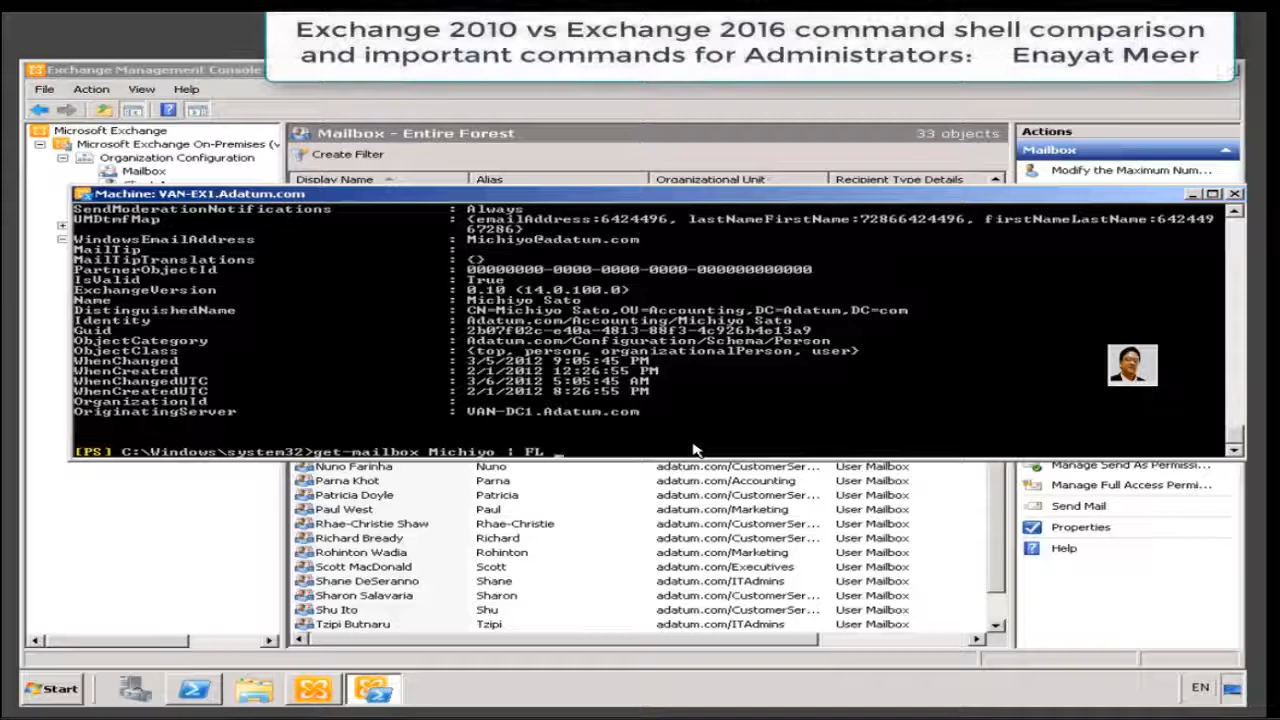 Exchange 2010 vs Exchange 2016 command shell comparison
and important commands for Administrators: Enayat Meer
Exchange Management Console
File Action View Help
Microsoft Exchange
Microsoft Exchange On-Premises (v
Organization Configuration
Mailbox
Mailbox - Entire Forest 33 objects
Create Filter
Display Name Alias Organizational Unit Recipient Type Details
Actions
Mailbox
Modify the Maximum Num...
Machine: VAN-EX1.Adatum.com
SendModerationNotifications : Always
UMDtmfMap : {emailAddress:6424496, lastNameFirstName:72866424496, firstNameLastName:642449
67286}
WindowsEmailAddress : Michiyo@adatum.com
MailTip :
MailTipTranslations : {}
PartnerObjectId : 00000000-0000-0000-0000-000000000000
IsValid : True
ExchangeVersion : 0.10 (14.0.100.0)
Name : Michiyo Sato
DistinguishedName : CN=Michiyo Sato,OU=Accounting,DC=Adatum,DC=com
Identity : Adatum.com/Accounting/Michiyo Sato
Guid : 2b07f02c-e40a-4813-88f3-4c926b4e13a9
ObjectCategory : Adatum.com/Configuration/Schema/Person
ObjectClass : {top, person, organizationalPerson, user}
WhenChanged : 3/5/2012 9:05:45 PM
WhenCreated : 2/1/2012 12:26:55 PM
WhenChangedUTC : 3/6/2012 5:05:45 AM
WhenCreatedUTC : 2/1/2012 8:26:55 PM
OrganizationId :
OriginatingServer : VAN-DC1.Adatum.com
[PS] C:\Windows\system32>get-mailbox Michiyo | FL _
Nuno Farinha Nuno adatum.com/CustomerSer... User Mailbox
Parna Khot Parna adatum.com/Accounting User Mailbox
Patricia Doyle Patricia adatum.com/CustomerSer... User Mailbox
Paul West Paul adatum.com/Marketing User Mailbox
Rhae-Christie Shaw Rhae-Christie adatum.com/CustomerSer... User Mailbox
Richard Bready Richard adatum.com/CustomerSer... User Mailbox
Rohinton Wadia Rohinton adatum.com/Marketing User Mailbox
Scott MacDonald Scott adatum.com/Executives User Mailbox
Shane DeSeranno Shane adatum.com/ITAdmins User Mailbox
Sharon Salavaria Sharon adatum.com/CustomerSer... User Mailbox
Shu Ito Shu adatum.com/CustomerSer... User Mailbox
Tzipi Butnaru Tzipi adatum.com/ITAdmins User Mailbox
Manage Send As Permissi...
Manage Full Access Permi...
Send Mail
Properties
Help
Start
EN